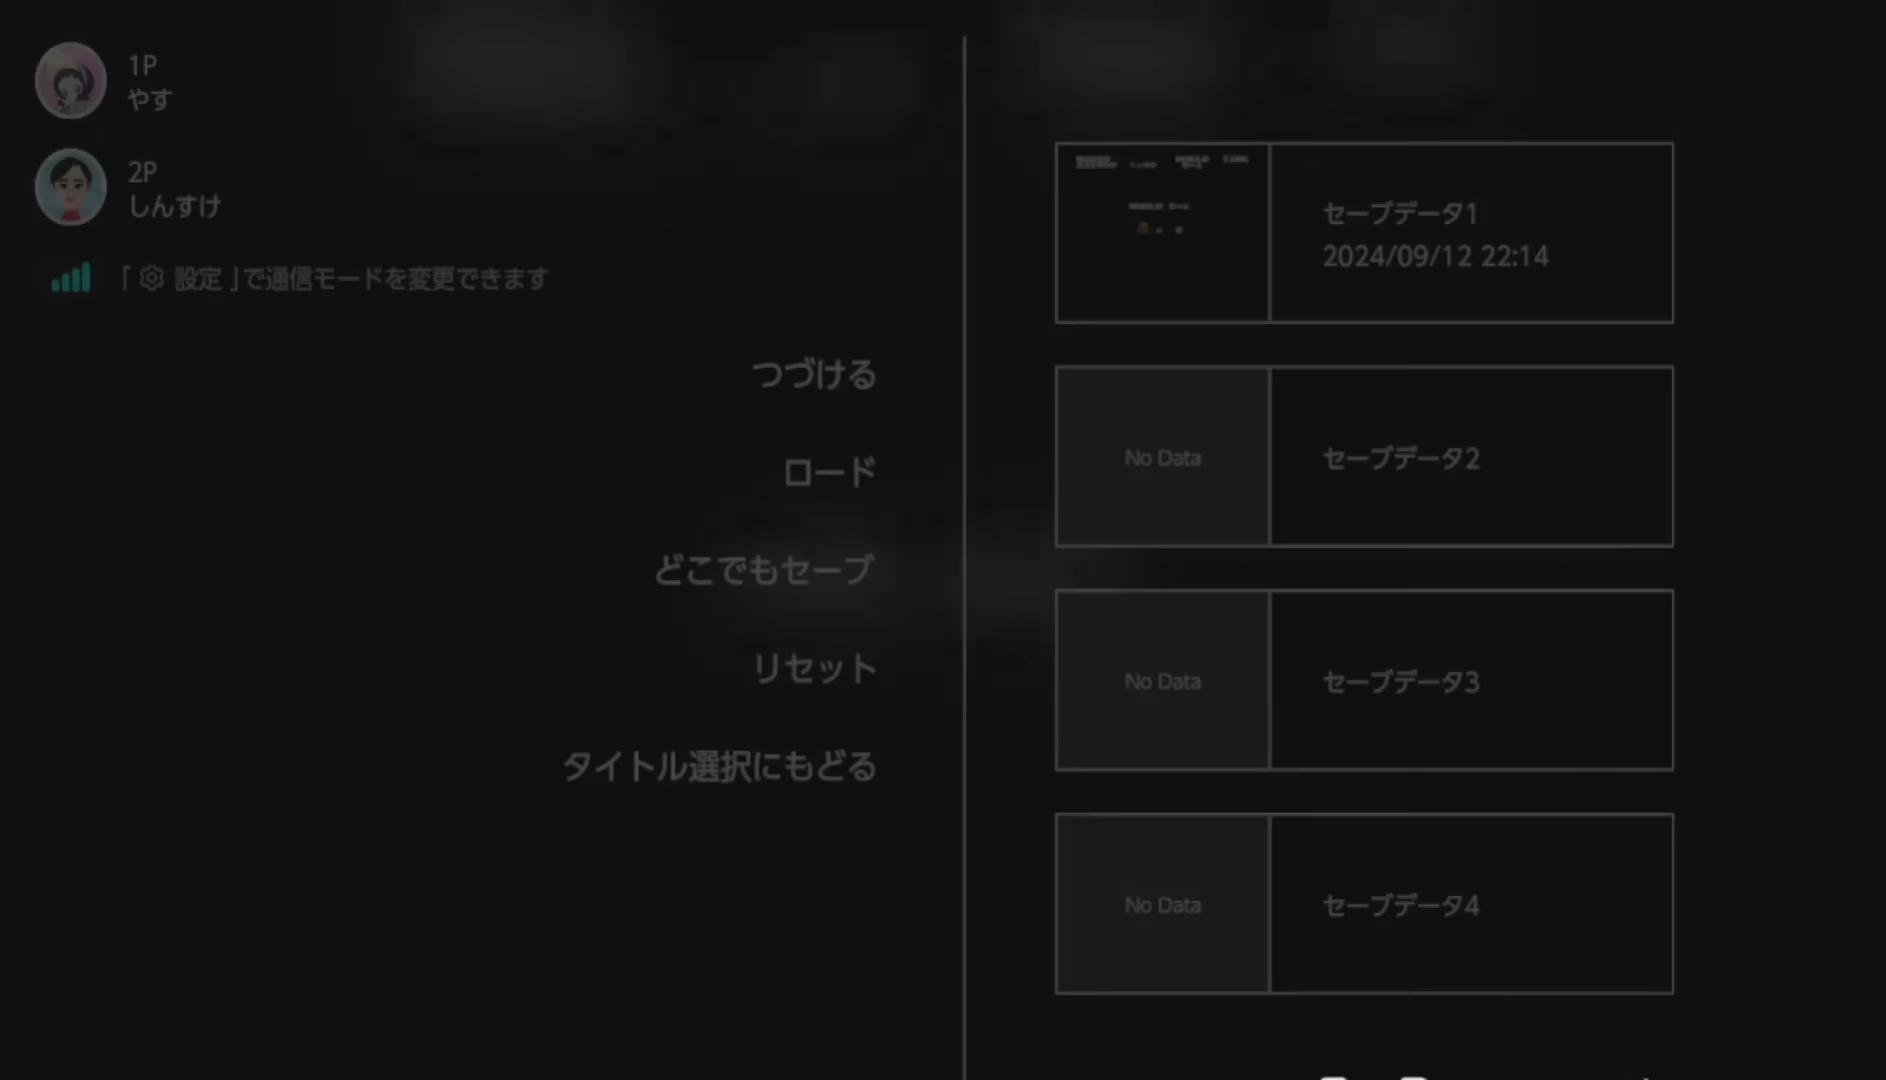 1P
やす
2P
しんすけ
「 設定 」で通信モードを変更できます
つづける
ロード
どこでもセーブ
リセット
タイトル選択にもどる
セーブデータ1
2024/09/12 22:14
No Data
セーブデータ2
No Data
セーブデータ3
No Data
セーブデータ4